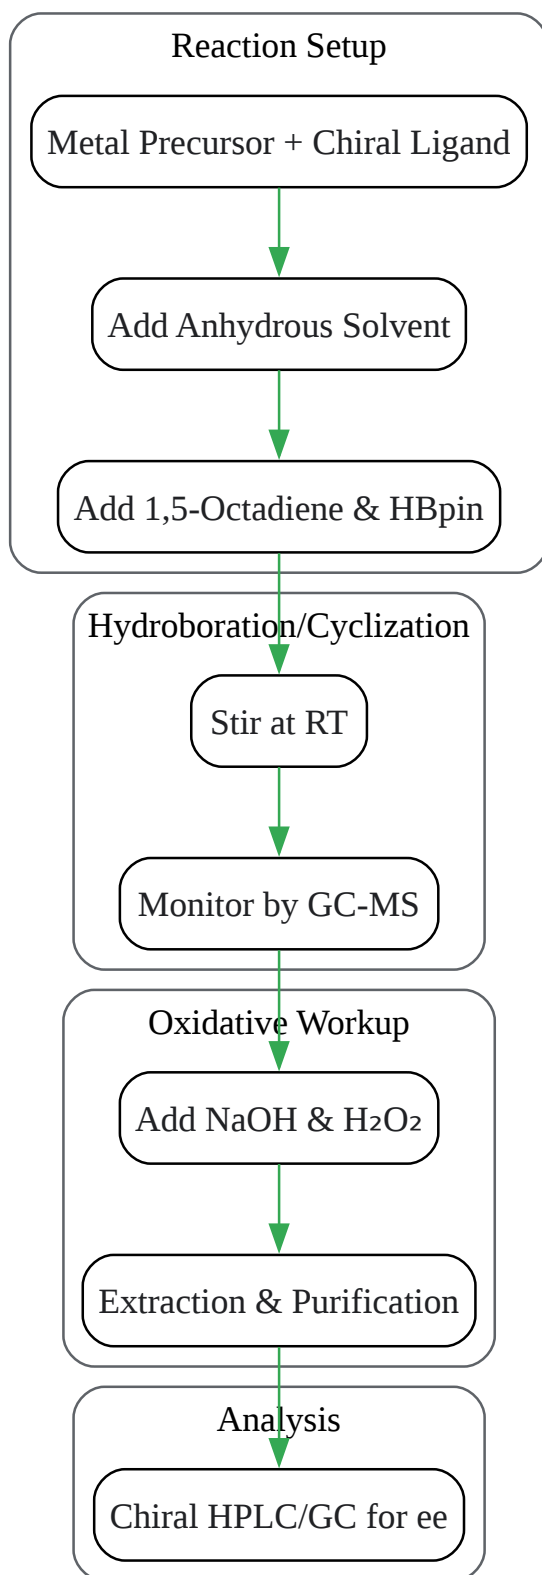 Reaction Setup
Metal Precursor + Chiral Ligand
Add Anhydrous Solvent
Add 1,5-Octadiene & HBpin
Hydroboration/Cyclization
Stir at RT
Monitor by GC-MS
Oxidative Workup
Add NaOH & H₂O₂
Extraction & Purification
Analysis
Chiral HPLC/GC for ee